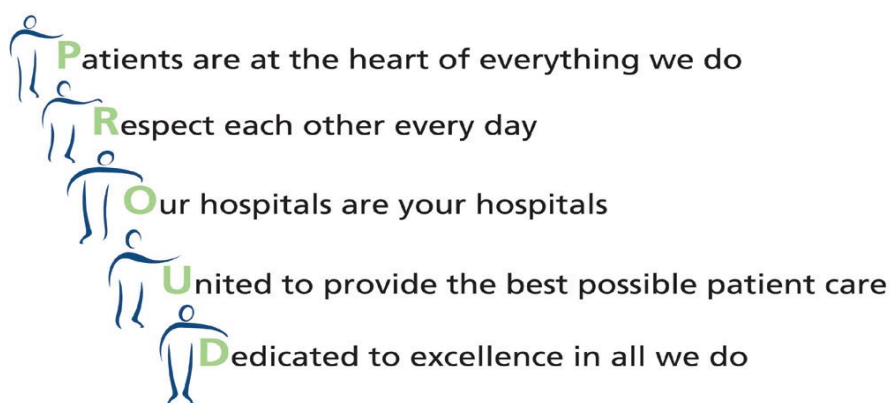 Patients are at the heart of everything we do
Respect each other every day
Our hospitals are your hospitals
United to provide the best possible patient care
Dedicated to excellence in all we do